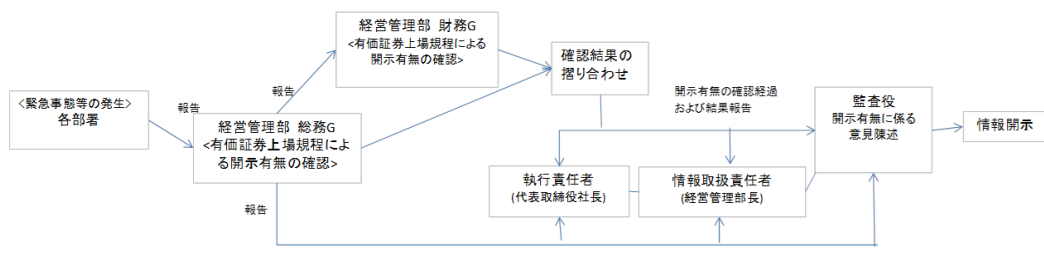 <緊急事態等の発生>
各部署
報告
経営管理部 総務G
<有価証券上場規程によ
る開示有無の確認>
報告
経営管理部 財務G
<有価証券上場規程による
開示有無の確認>
確認結果の
摺り合わせ
開示有無の確認経過
および結果報告
執行責任者
(代表取締役社長)
情報取扱責任者
(経営管理部長)
監査役
開示有無に係る
意見陳述
情報開示
報告